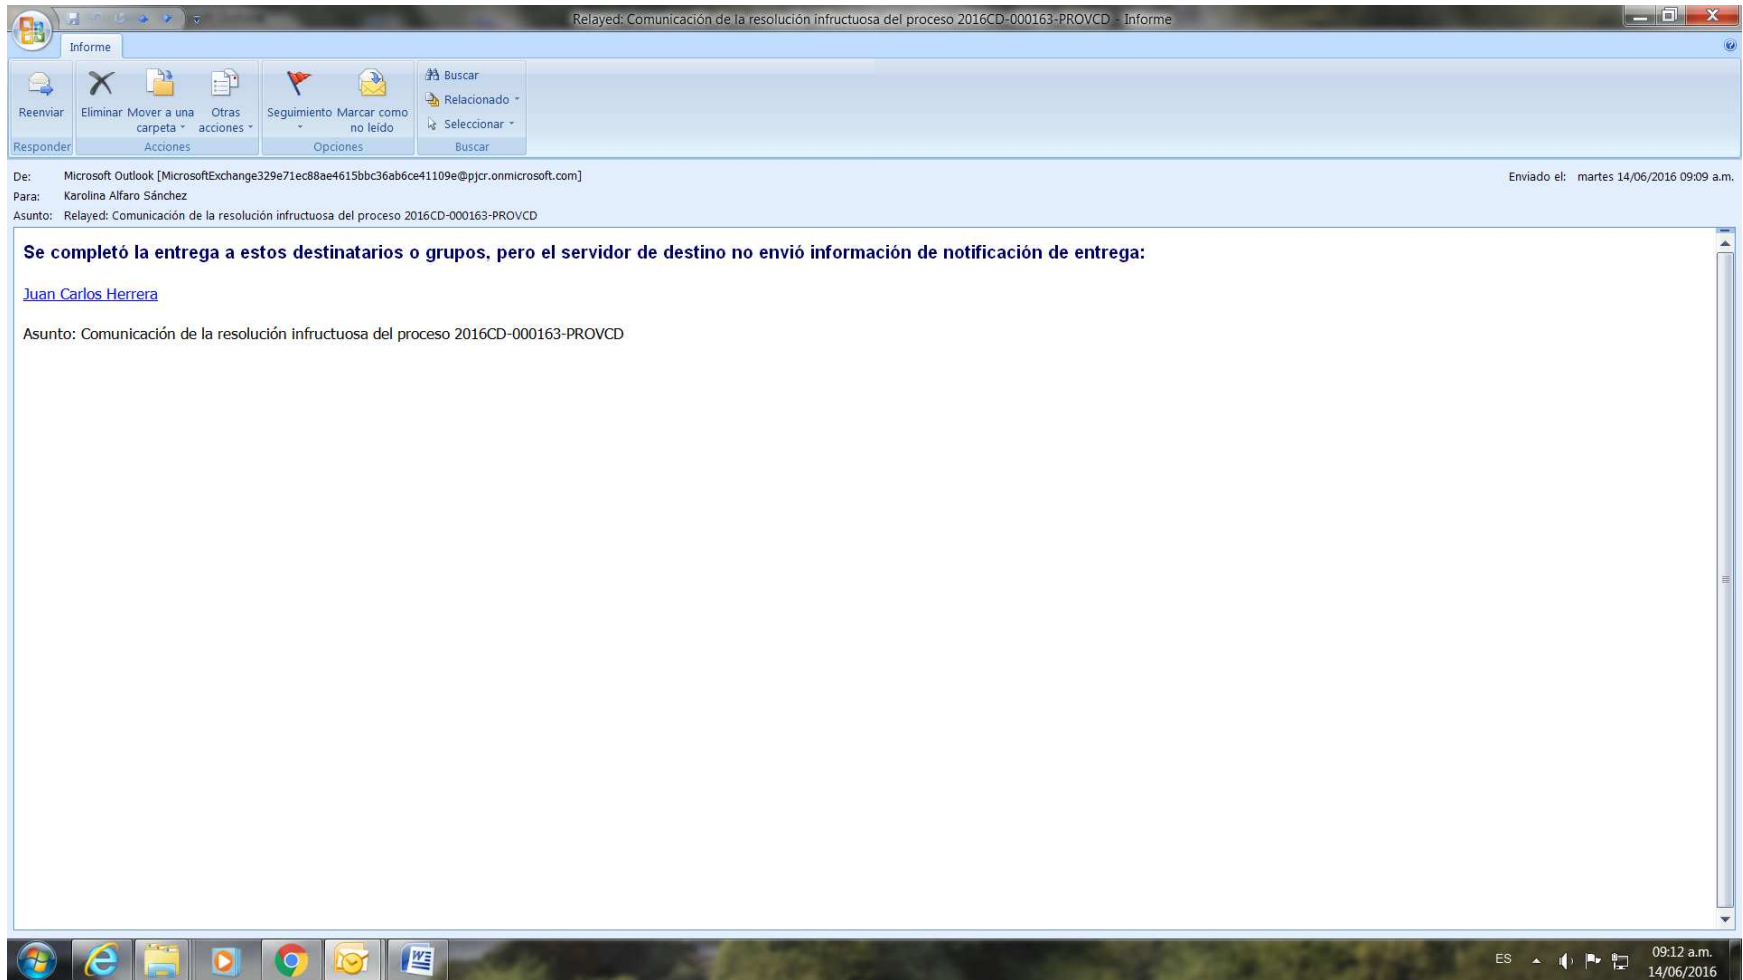 Relayed: Comunicación de la resolución infructuosa del proceso 2016CD-000163-PROVCD - Informe
Informe
Reenviar
Eliminar
Mover a una carpeta
Otras acciones
Seguimiento
Marcar como no leído
Buscar
Relacionado
Seleccionar
Responder
Acciones
Opciones
Buscar
De: Microsoft Outlook [MicrosoftExchange329e71ec88ae4615bbc36ab6ce41109e@pjcr.onmicrosoft.com]
Enviado el: martes 14/06/2016 09:09 a.m.
Para: Karolina Alfaro Sánchez
Asunto: Relayed: Comunicación de la resolución infructuosa del proceso 2016CD-000163-PROVCD
Se completó la entrega a estos destinatarios o grupos, pero el servidor de destino no envió información de notificación de entrega:
Juan Carlos Herrera
Asunto: Comunicación de la resolución infructuosa del proceso 2016CD-000163-PROVCD
ES
09:12 a.m.
14/06/2016